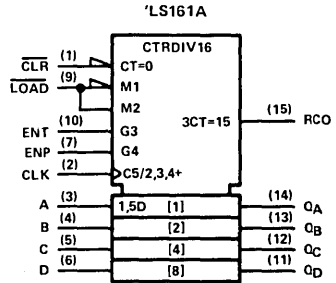 'LS161A
CTRDIV16
CLR (1) CT=0
LOAD (9) M1
M2
ENT (10) G3 3CT=15 (15) RCO
ENP (7) G4
CLK (2) C5/2,3,4+
A (3) 1,5D [1] (14) QA
B (4) [2] (13) QB
C (5) [4] (12) QC
D (6) [8] (11) QD